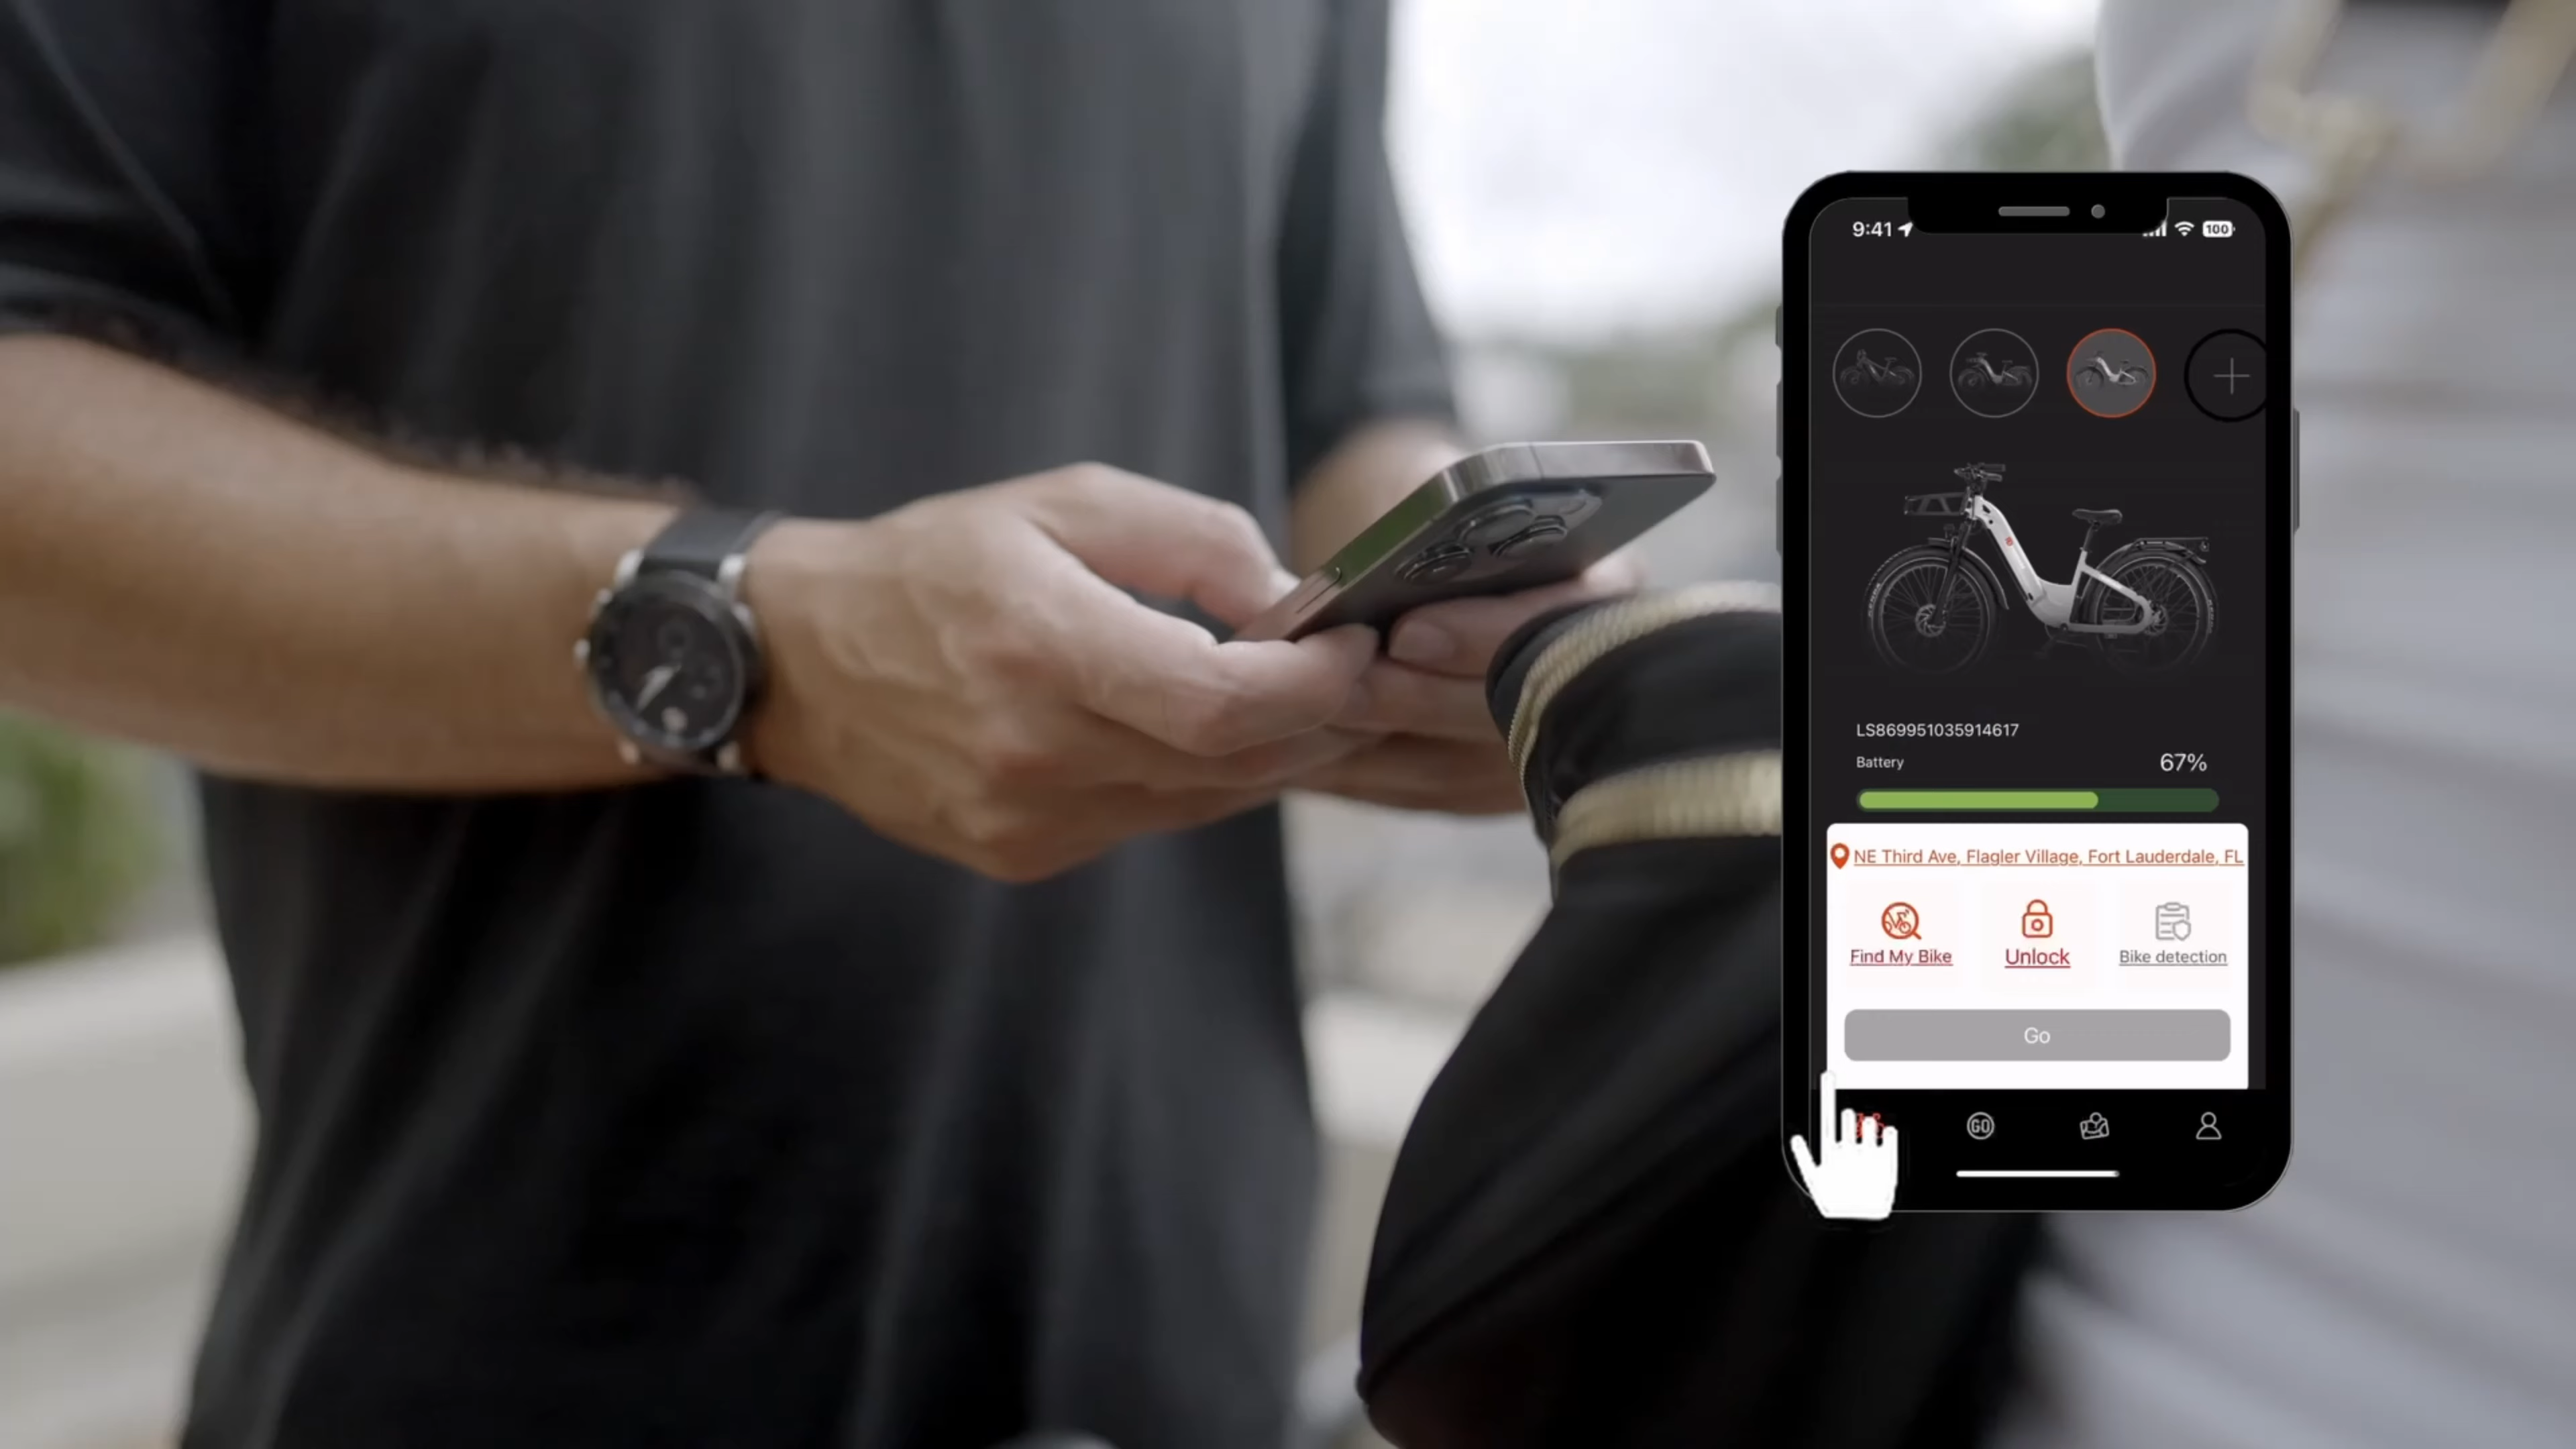 9:41
100
LS869951035914617
Battery 67%
NE Third Ave, Flagler Village, Fort Lauderdale, FL
Find My Bike Unlock Bike detection
Go
GO